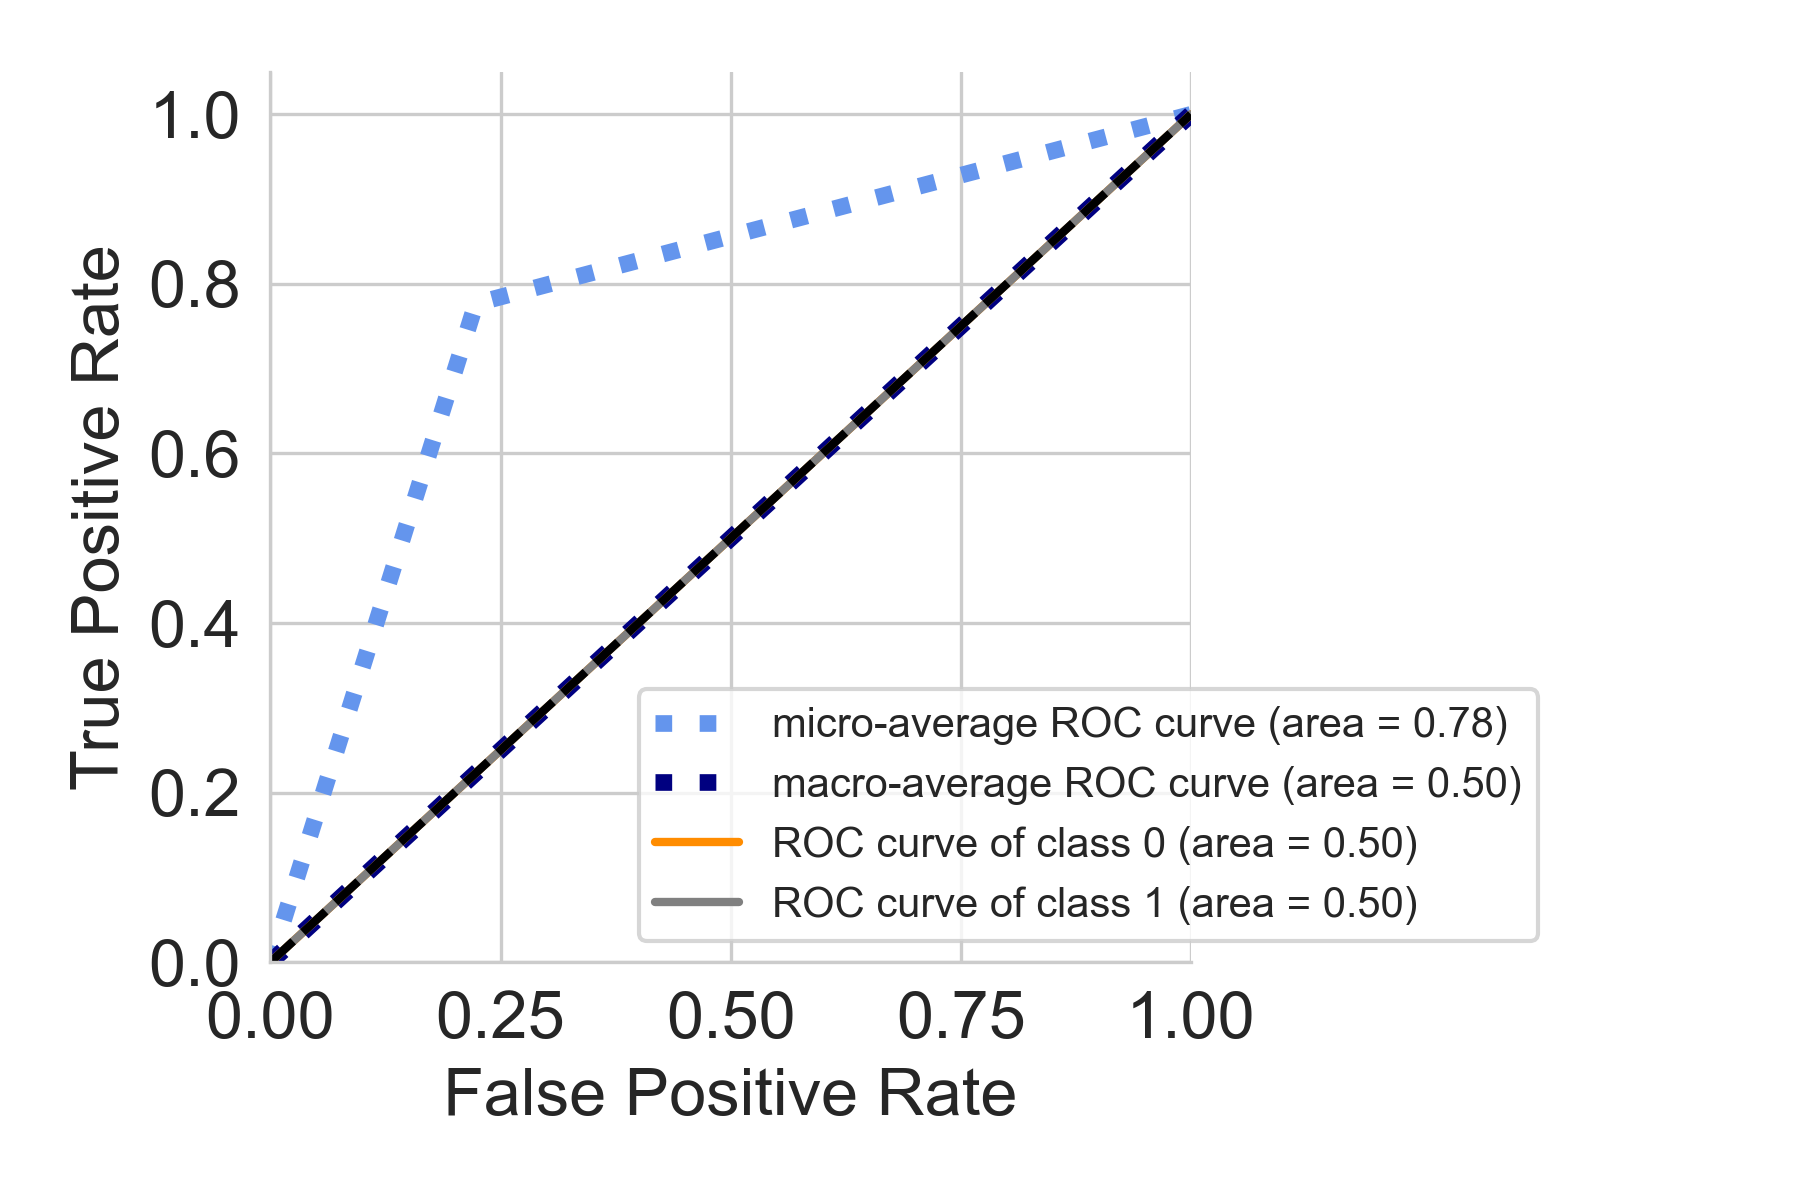 True Positive Rate
1.0
0.8
0.6
0.4
0.2
0.0
micro-average ROC curve (area = 0.78)
macro-average ROC curve (area = 0.50)
ROC curve of class 0 (area = 0.50)
ROC curve of class 1 (area = 0.50)
0.00 0.25 0.50 0.75 1.00
False Positive Rate